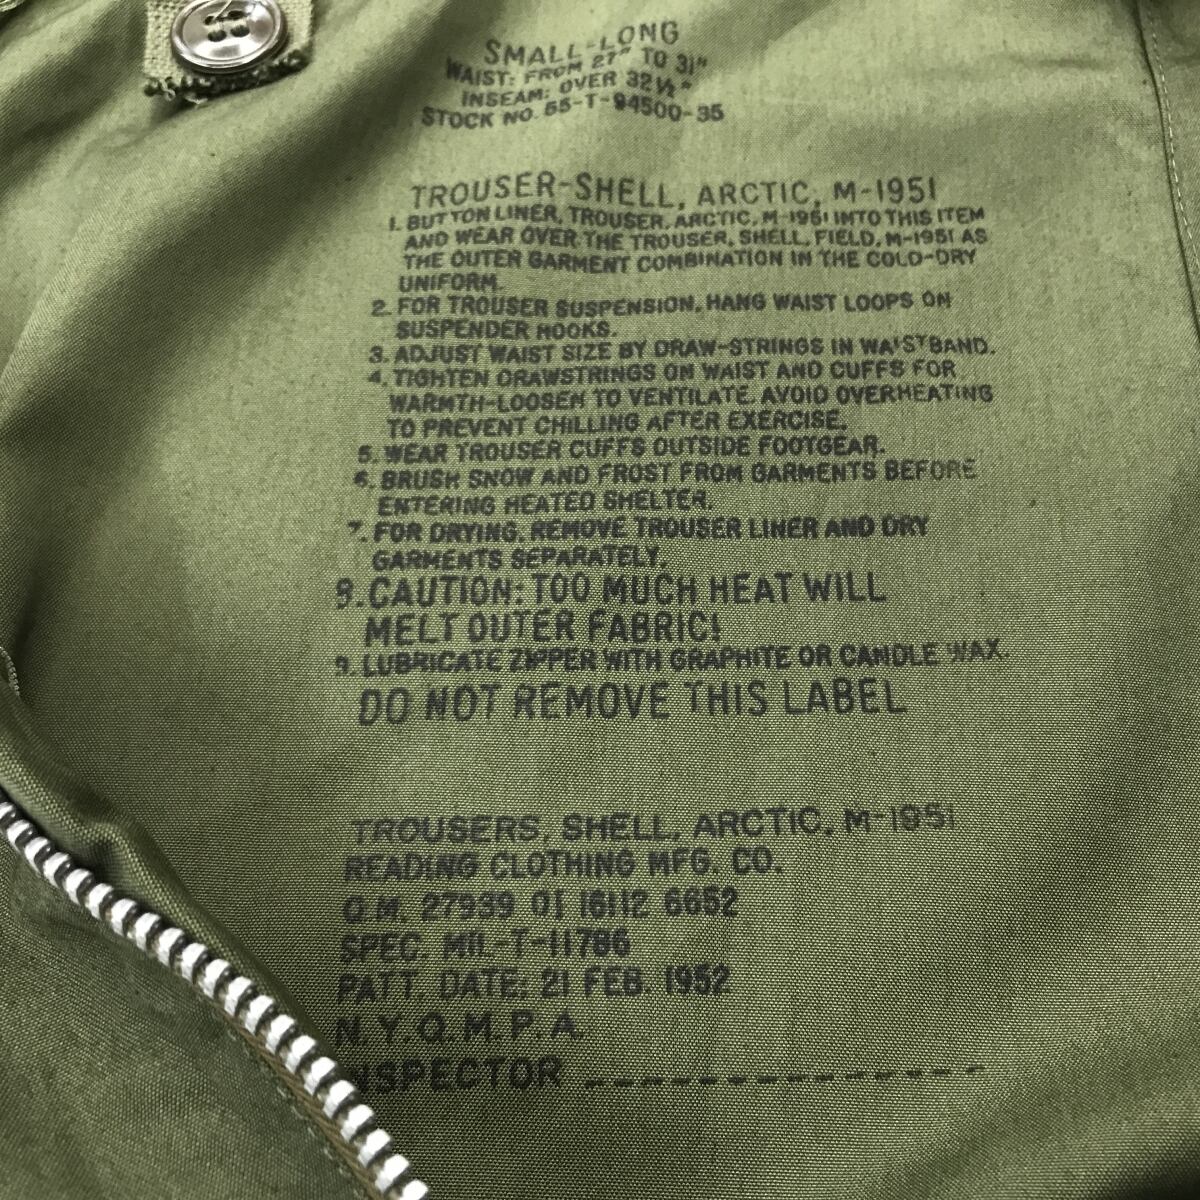 SMALL-LONG
WAIST: FROM 27" TO 31"
INSEAM: OVER 32½"
STOCK NO. 55-T-84500-35
TROUSER-SHELL, ARCTIC, M-1951
1. BUTTON LINER, TROUSER, ARCTIC, M-1951 INTO THIS ITEM
AND WEAR OVER THE TROUSER, SHELL, FIELD, M-1951 AS
THE OUTER GARMENT COMBINATION IN THE COLD-DRY
UNIFORM.
2. FOR TROUSER SUSPENSION, HANG WAIST LOOPS ON
SUSPENDER HOOKS.
3. ADJUST WAIST SIZE BY DRAW-STRINGS IN WAISTBAND.
4. TIGHTEN DRAWSTRINGS ON WAIST AND CUFFS FOR
WARMTH-LOOSEN TO VENTILATE. AVOID OVERHEATING
TO PREVENT CHILLING AFTER EXERCISE.
5. WEAR TROUSER CUFFS OUTSIDE FOOTGEAR.
6. BRUSH SNOW AND FROST FROM GARMENTS BEFORE
ENTERING HEATED SHELTER.
7. FOR DRYING, REMOVE TROUSER LINER AND DRY
GARMENTS SEPARATELY.
8. CAUTION: TOO MUCH HEAT WILL
MELT OUTER FABRIC!
9. LUBRICATE ZIPPER WITH GRAPHITE OR CANDLE WAX.
DO NOT REMOVE THIS LABEL
TROUSERS, SHELL, ARCTIC, M-1951
READING CLOTHING MFG. CO.
Q.M. 27939 OI 16112 6652
SPEC. MIL-T-11786
PATT. DATE: 21 FEB. 1952
N.Y.Q.M.P.A.
INSPECTOR ---------------